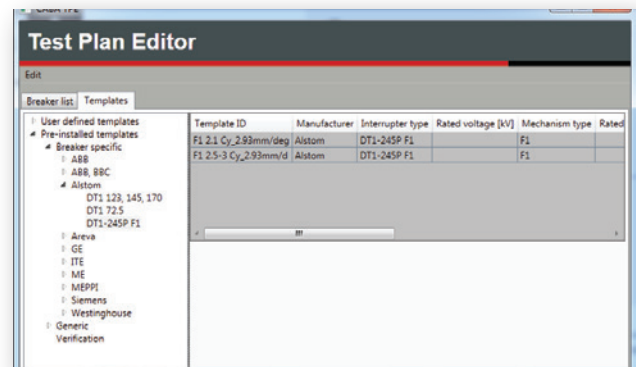 Test Plan Editor
Edit
Breaker list Templates
User defined templates
Pre-installed templates
Breaker specific
ABB
ABB, BBC
Alstom
DT1 123, 145, 170
DT1 72.5
DT1-245P F1
Areva
GE
ITE
ME
MEPPI
Siemens
Westinghouse
Generic
Verification
Template ID Manufacturer Interrupter type Rated voltage [kV] Mechanism type Rated
F1 2.1 Cy_2.93mm/deg Alstom DT1-245P F1 F1
F1 2.5-3 Cy_2.93mm/d Alstom DT1-245P F1 F1